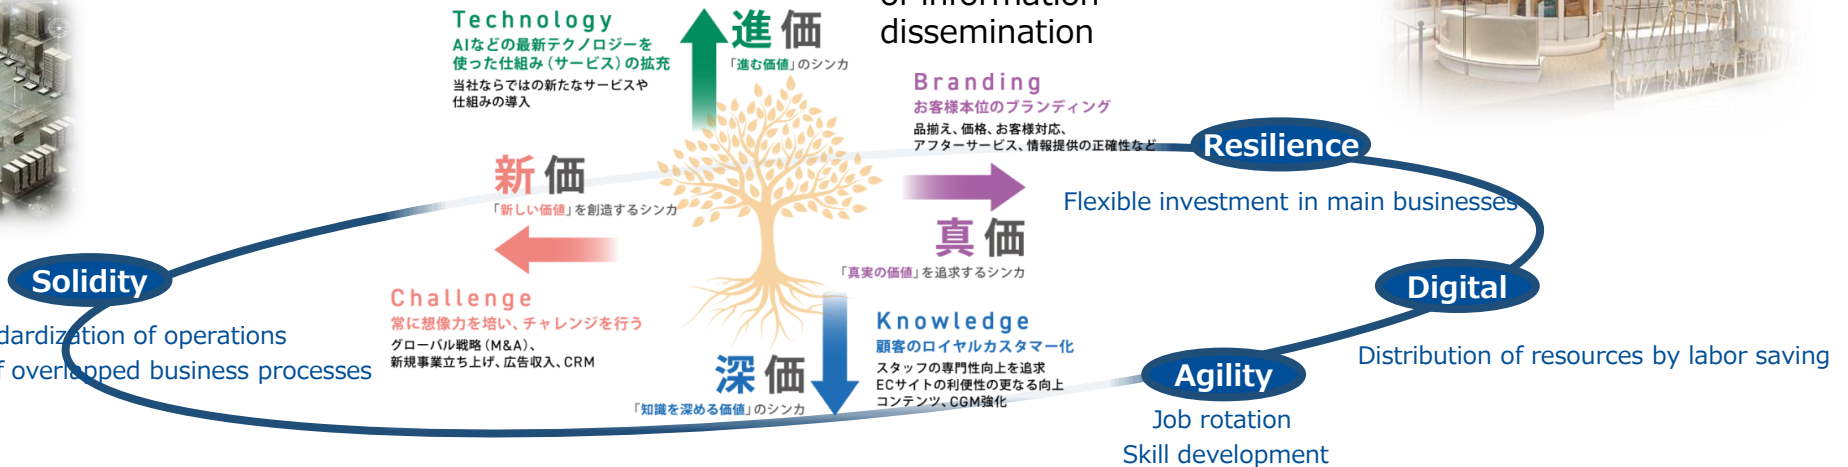 of information
dissemination
Technology
AIなどの最新テクノロジーを
使った仕組み（サービス）の拡充
当社ならではの新たなサービスや
仕組みの導入
進価
「進む価値」のシンカ
Branding
お客様本位のブランディング
品揃え、価格、お客様対応、
アフターサービス、情報提供の正確性など
Resilience
Flexible investment in main businesses
新価
「新しい価値」を創造するシンカ
真価
「真実の価値」を追求するシンカ
Solidity
dardization of operations
f overlapped business processes
Challenge
常に想像力を培い、チャレンジを行う
グローバル戦略（M&A）、
新規事業立ち上げ、広告収入、CRM
深価
「知識を深める価値」のシンカ
Knowledge
顧客のロイヤルカスタマー化
スタッフの専門性向上を追求
ECサイトの利便性の更なる向上
コンテンツ、CGM強化
Digital
Distribution of resources by labor saving
Agility
Job rotation
Skill development